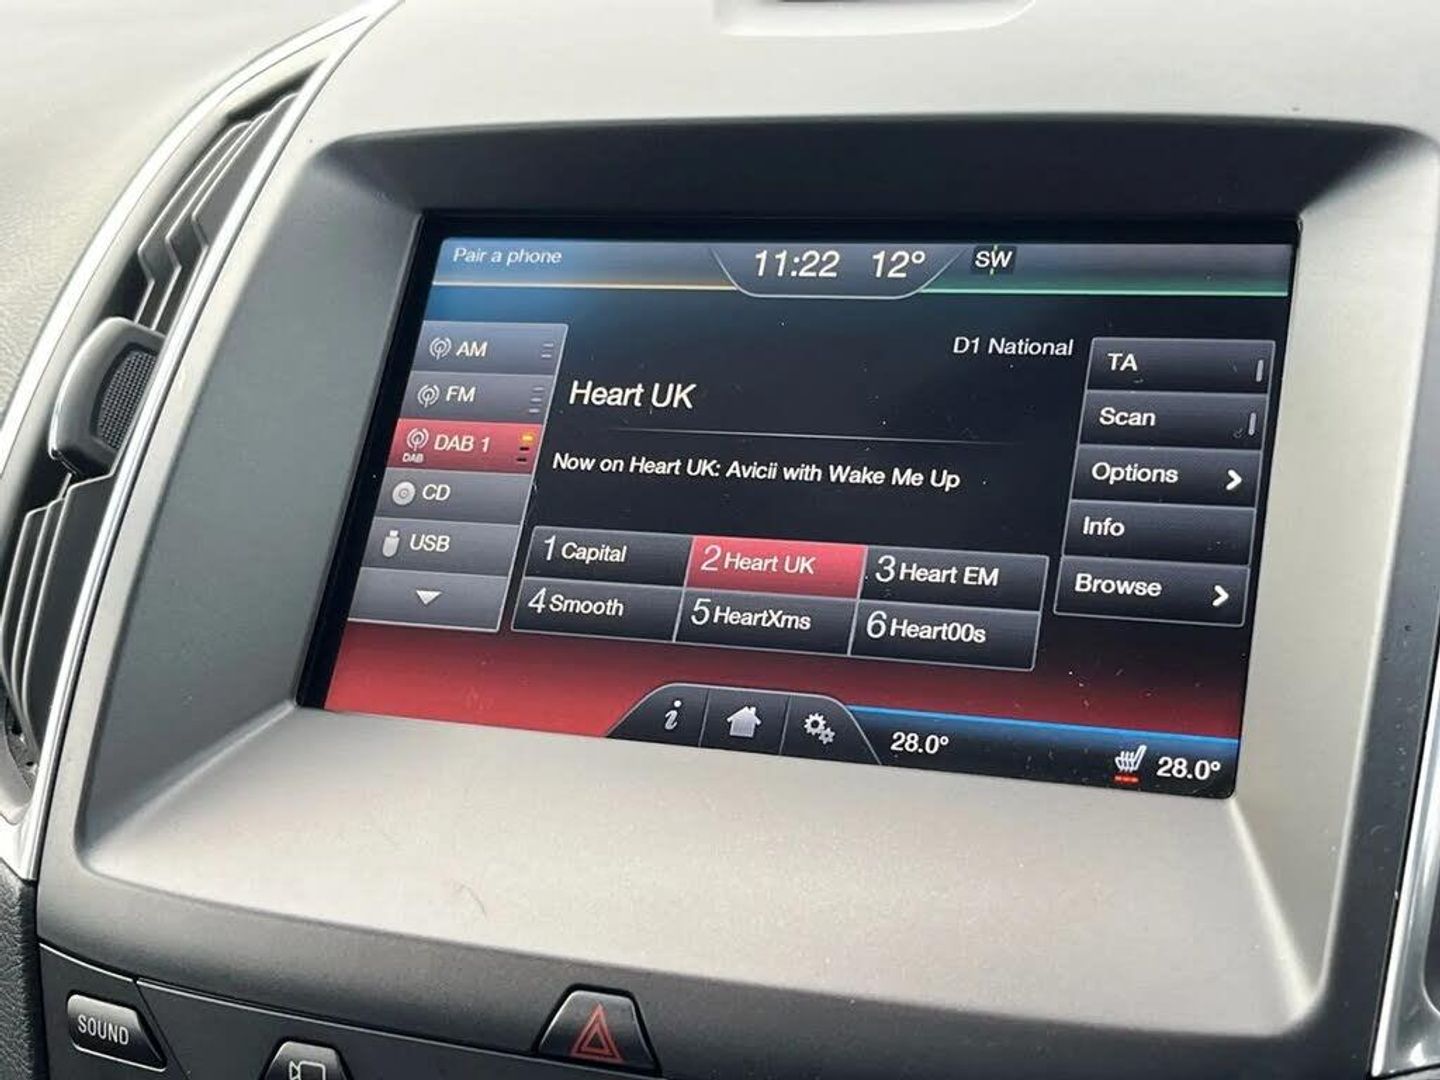 Pair a phone
11:22 12° SW
D1 National
AM
FM
DAB 1
DAB
CD
USB
Heart UK
Now on Heart UK: Avicii with Wake Me Up
1 Capital
2 Heart UK
3 Heart EM
4 Smooth
5 HeartXms
6 Heart00s
TA
Scan
Options
Info
Browse
i
28.0°
28.0°
SOUND